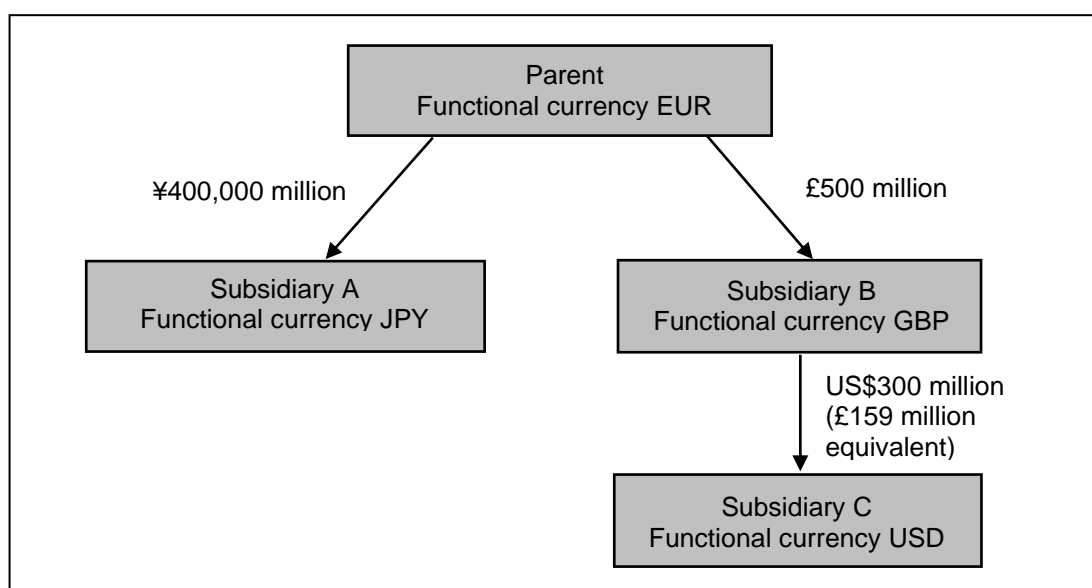 Parent
Functional currency EUR
¥400,000 million
£500 million
Subsidiary A
Functional currency JPY
Subsidiary B
Functional currency GBP
US$300 million
(£159 million
equivalent)
Subsidiary C
Functional currency USD